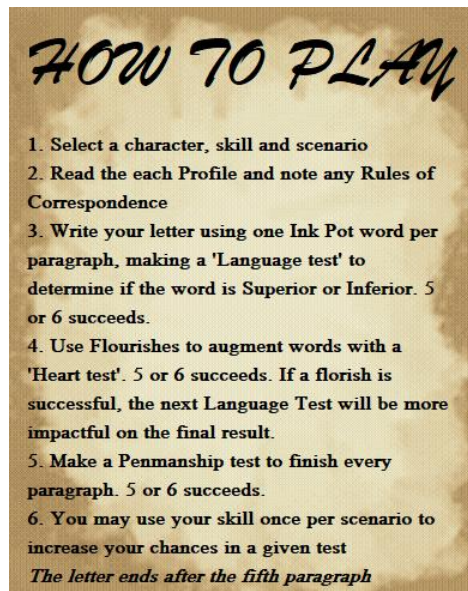 HOW TO PLAY
1. Select a character, skill and scenario
2. Read the each Profile and note any Rules of
Correspondence
3. Write your letter using one Ink Pot word per
paragraph, making a 'Language test' to
determine if the word is Superior or Inferior. 5
or 6 succeeds.
4. Use Flourishes to augment words with a
'Heart test'. 5 or 6 succeeds. If a florish is
successful, the next Language Test will be more
impactful on the final result.
5. Make a Penmanship test to finish every
paragraph. 5 or 6 succeeds.
6. You may use your skill once per scenario to
increase your chances in a given test
The letter ends after the fifth paragraph